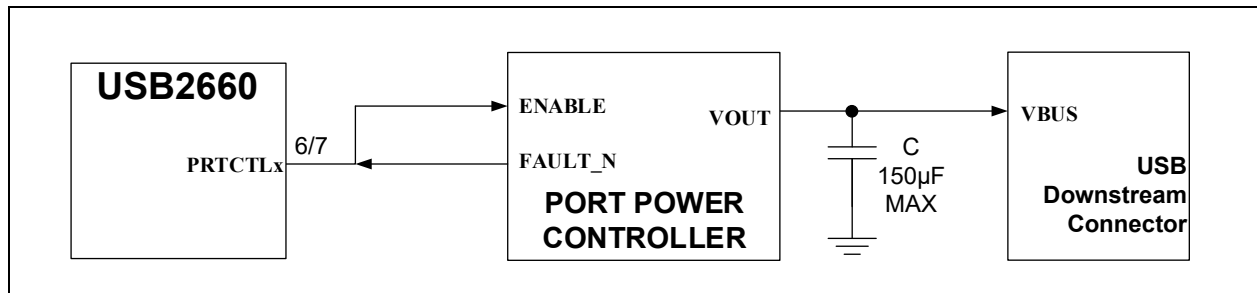 USB2660
PRTCTLx
6/7
ENABLE
FAULT_N
VOUT
PORT POWER
CONTROLLER
C
150µF
MAX
VBUS
USB
Downstream
Connector